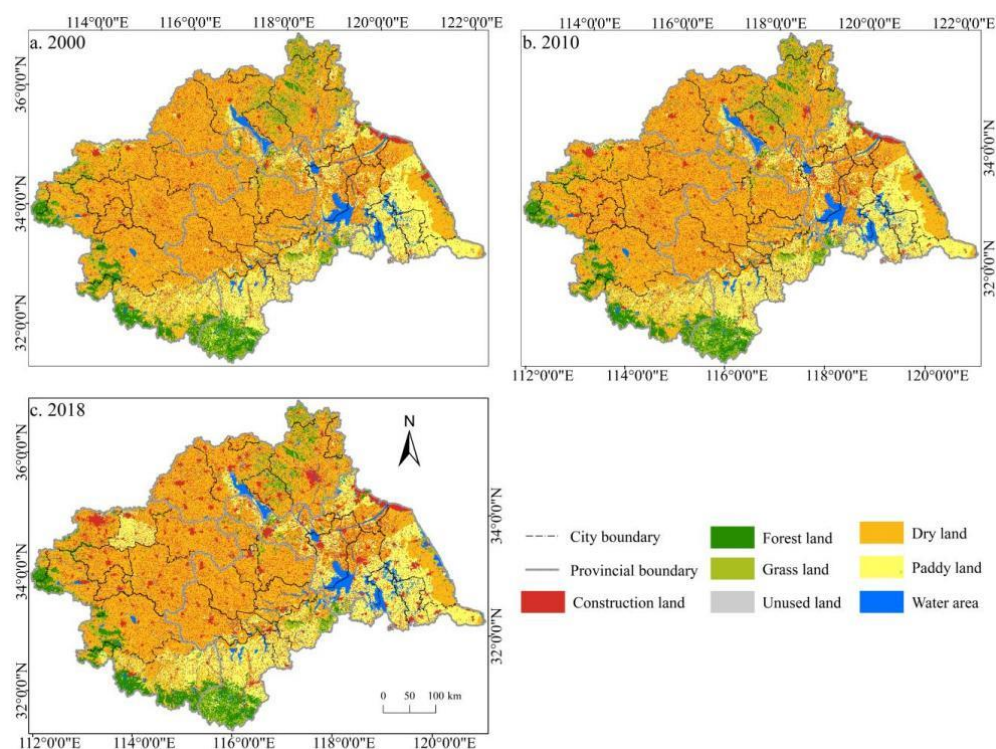 114°0'0"E 116°0'0"E 118°0'0"E 120°0'0"E 122°0'0"E 114°0'0"E 116°0'0"E 118°0'0"E 120°0'0"E 122°0'0"E
a. 2000
b. 2010
36°0'0"N
34°0'0"N
32°0'0"N
34°0'0"N
32°0'0"N
112°0'0"E 114°0'0"E 116°0'0"E 118°0'0"E 120°0'0"E
c. 2018
N
36°0'0"N
34°0'0"N
32°0'0"N
34°0'0"N
32°0'0"N
City boundary
Provincial boundary
Construction land
Forest land
Grass land
Unused land
Dry land
Paddy land
Water area
0 50 100 km
112°0'0"E 114°0'0"E 116°0'0"E 118°0'0"E 120°0'0"E